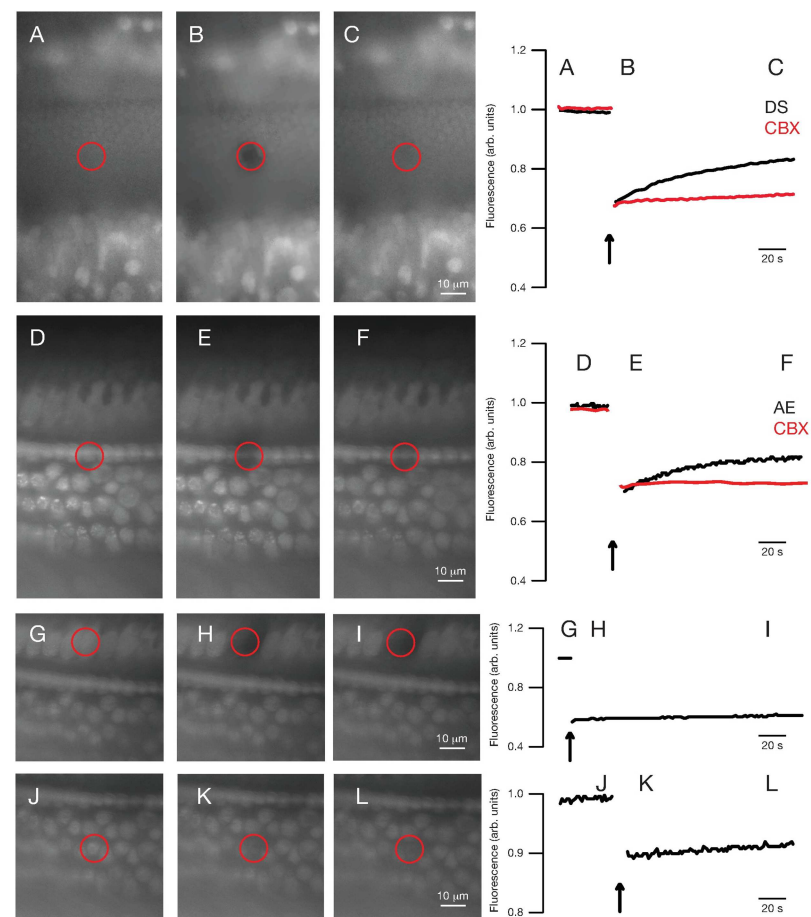 A
B
C
10 μm
1.2
1.0
0.8
0.6
0.4
Fluorescence (arb. units)
A B C
DS
CBX
20 s
D
E
F
10 μm
1.2
1.0
0.8
0.6
0.4
Fluorescence (arb. units)
D E F
AE
CBX
20 s
G
H
I
10 μm
1.2
0.8
0.4
Fluorescence (arb. units)
G H I
20 s
J
K
L
10 μm
1.0
0.9
0.8
Fluorescence (arb. units)
J K L
20 s